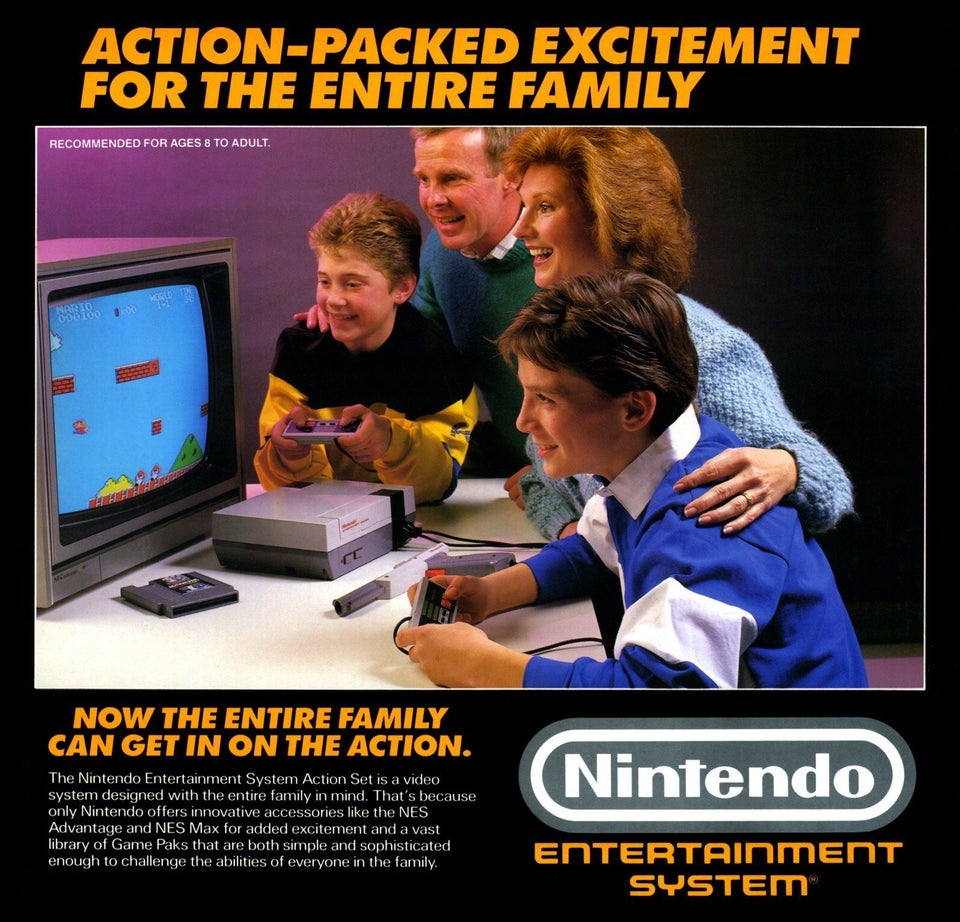 ACTION-PACKED EXCITEMENT
FOR THE ENTIRE FAMILY
RECOMMENDED FOR AGES 8 TO ADULT.
MARIO
000100
WORLD
1-1
TIME
Nintendo
NOW THE ENTIRE FAMILY
CAN GET IN ON THE ACTION.
The Nintendo Entertainment System Action Set is a video
system designed with the entire family in mind. That's because
only Nintendo offers innovative accessories like the NES
Advantage and NES Max for added excitement and a vast
library of Game Paks that are both simple and sophisticated
enough to challenge the abilities of everyone in the family.
Nintendo
ENTERTAINMENT
SYSTEM®